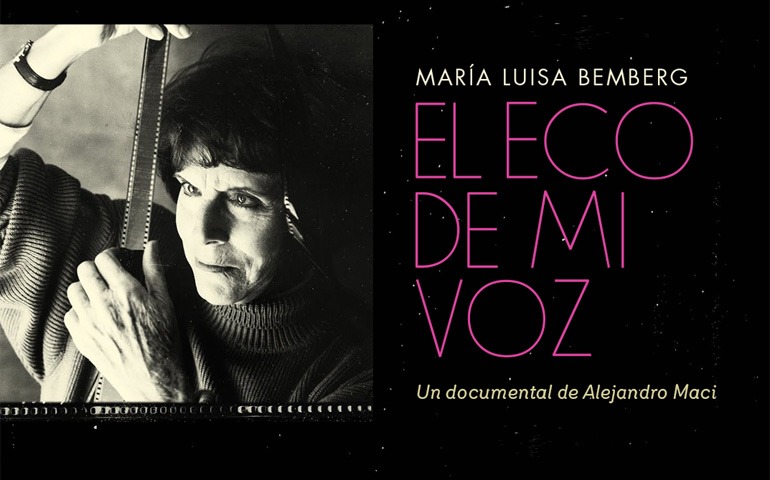 MARÍA LUISA BEMBERG
EL ECO
DE MI
VOZ
Un documental de Alejandro Maci